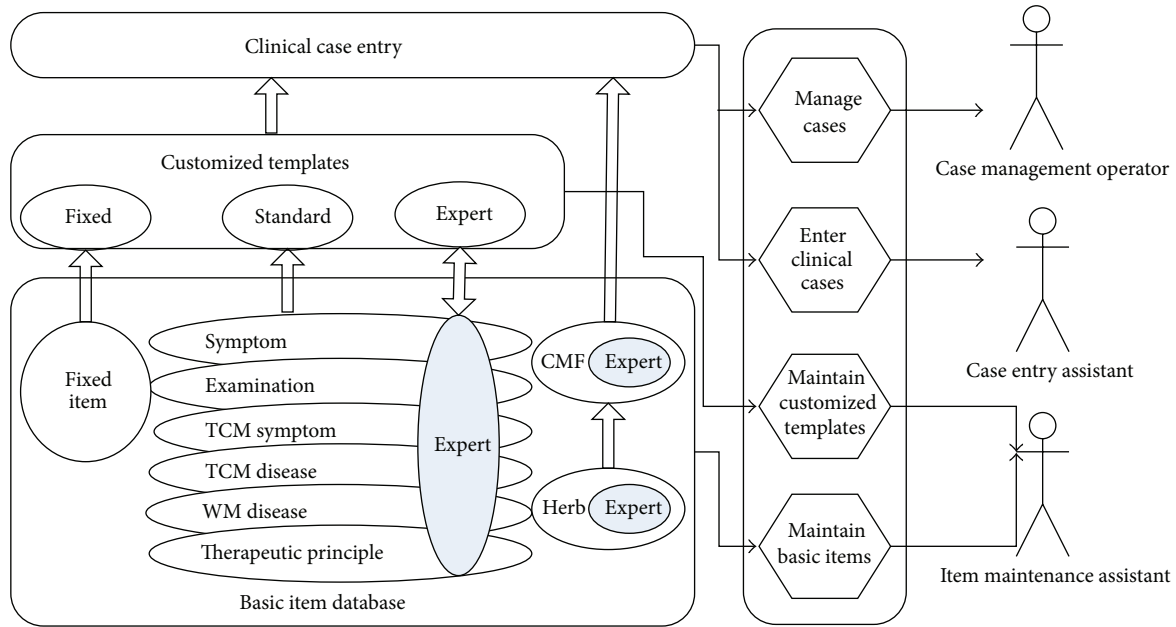 Clinical case entry
Customized templates
Fixed
Standard
Expert
Fixed
item
Symptom
Examination
TCM symptom
TCM disease
WM disease
Therapeutic principle
Expert
CMF
Expert
Herb
Expert
Basic item database
Manage
cases
Enter
clinical
cases
Maintain
customized
templates
Maintain
basic items
Case management operator
Case entry assistant
Item maintenance assistant